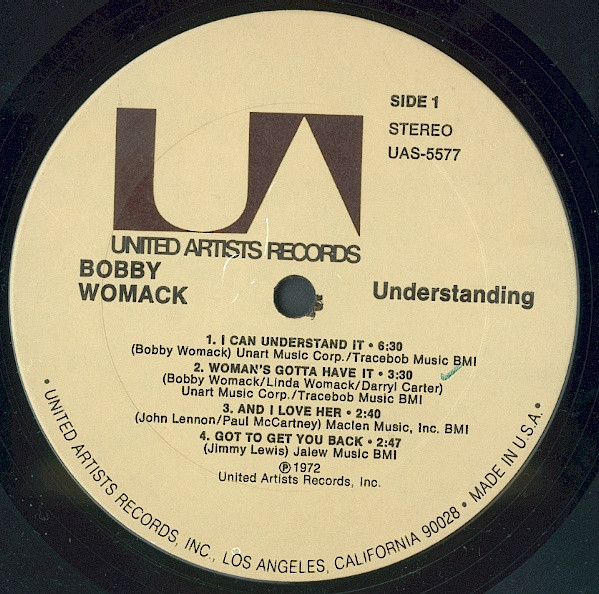 SIDE 1
STEREO
UAS-5577
UA
UNITED ARTISTS RECORDS
BOBBY
WOMACK
Understanding
1. I CAN UNDERSTAND IT • 6:30
(Bobby Womack) Unart Music Corp./Tracebob Music BMI
2. WOMAN'S GOTTA HAVE IT • 3:30
(Bobby Womack/Linda Womack/Darryl Carter)
Unart Music Corp./Tracebob Music BMI
3. AND I LOVE HER • 2:40
(John Lennon/Paul McCartney) Maclen Music, Inc. BMI
4. GOT TO GET YOU BACK • 2:47
(Jimmy Lewis) Jalew Music BMI
℗ 1972
United Artists Records, Inc.
• UNITED ARTISTS RECORDS, INC., LOS ANGELES, CALIFORNIA 90028 • MADE IN U.S.A. •